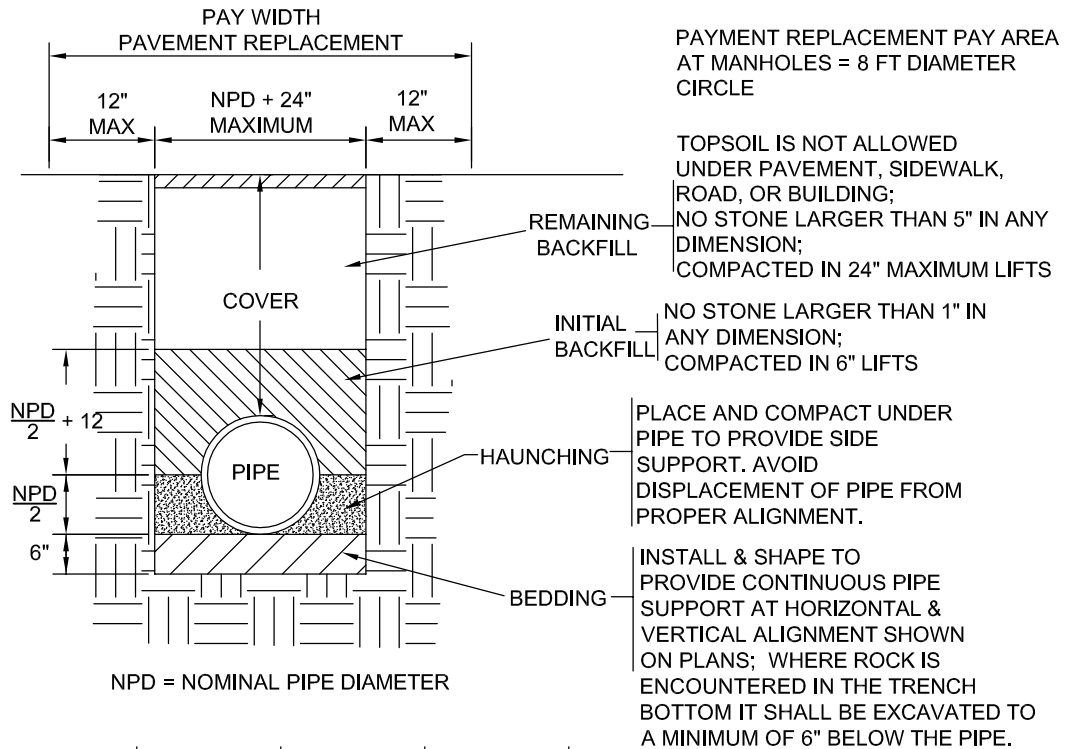 PAY WIDTH
PAVEMENT REPLACEMENT
12"
MAX
NPD + 24"
MAXIMUM
12"
MAX
PAYMENT REPLACEMENT PAY AREA
AT MANHOLES = 8 FT DIAMETER
CIRCLE
REMAINING
BACKFILL
TOPSOIL IS NOT ALLOWED
UNDER PAVEMENT, SIDEWALK,
ROAD, OR BUILDING;
NO STONE LARGER THAN 5" IN ANY
DIMENSION;
COMPACTED IN 24" MAXIMUM LIFTS
COVER
INITIAL
BACKFILL
NO STONE LARGER THAN 1" IN
ANY DIMENSION;
COMPACTED IN 6" LIFTS
NPD
2
+ 12
PIPE
HAUNCHING
PLACE AND COMPACT UNDER
PIPE TO PROVIDE SIDE
SUPPORT. AVOID
DISPLACEMENT OF PIPE FROM
PROPER ALIGNMENT.
NPD
2
6"
BEDDING
INSTALL & SHAPE TO
PROVIDE CONTINUOUS PIPE
SUPPORT AT HORIZONTAL &
VERTICAL ALIGNMENT SHOWN
ON PLANS; WHERE ROCK IS
ENCOUNTERED IN THE TRENCH
BOTTOM IT SHALL BE EXCAVATED TO
A MINIMUM OF 6" BELOW THE PIPE.
NPD = NOMINAL PIPE DIAMETER